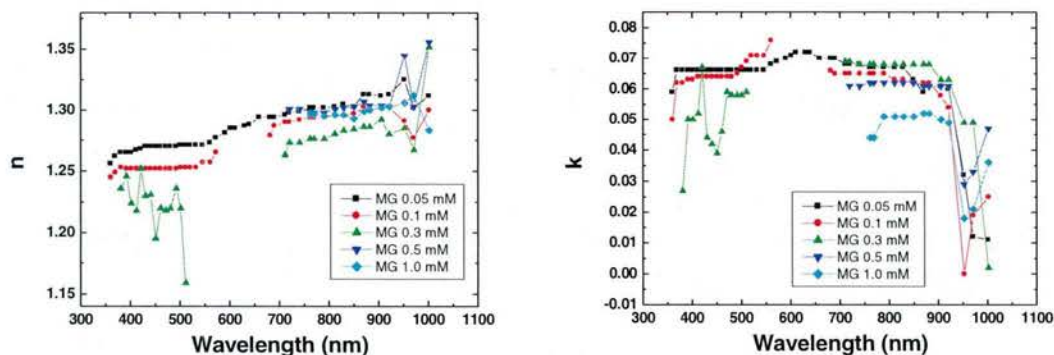 1.35
1.30
1.25
1.20
1.15
n
MG 0.05 mM
MG 0.1 mM
MG 0.3 mM
MG 0.5 mM
MG 1.0 mM
300 400 500 600 700 800 900 1000 1100
Wavelength (nm)
0.08
0.07
0.06
0.05
0.04
0.03
0.02
0.01
0.00
-0.01
k
MG 0.05 mM
MG 0.1 mM
MG 0.3 mM
MG 0.5 mM
MG 1.0 mM
300 400 500 600 700 800 900 1000 1100
Wavelength (nm)